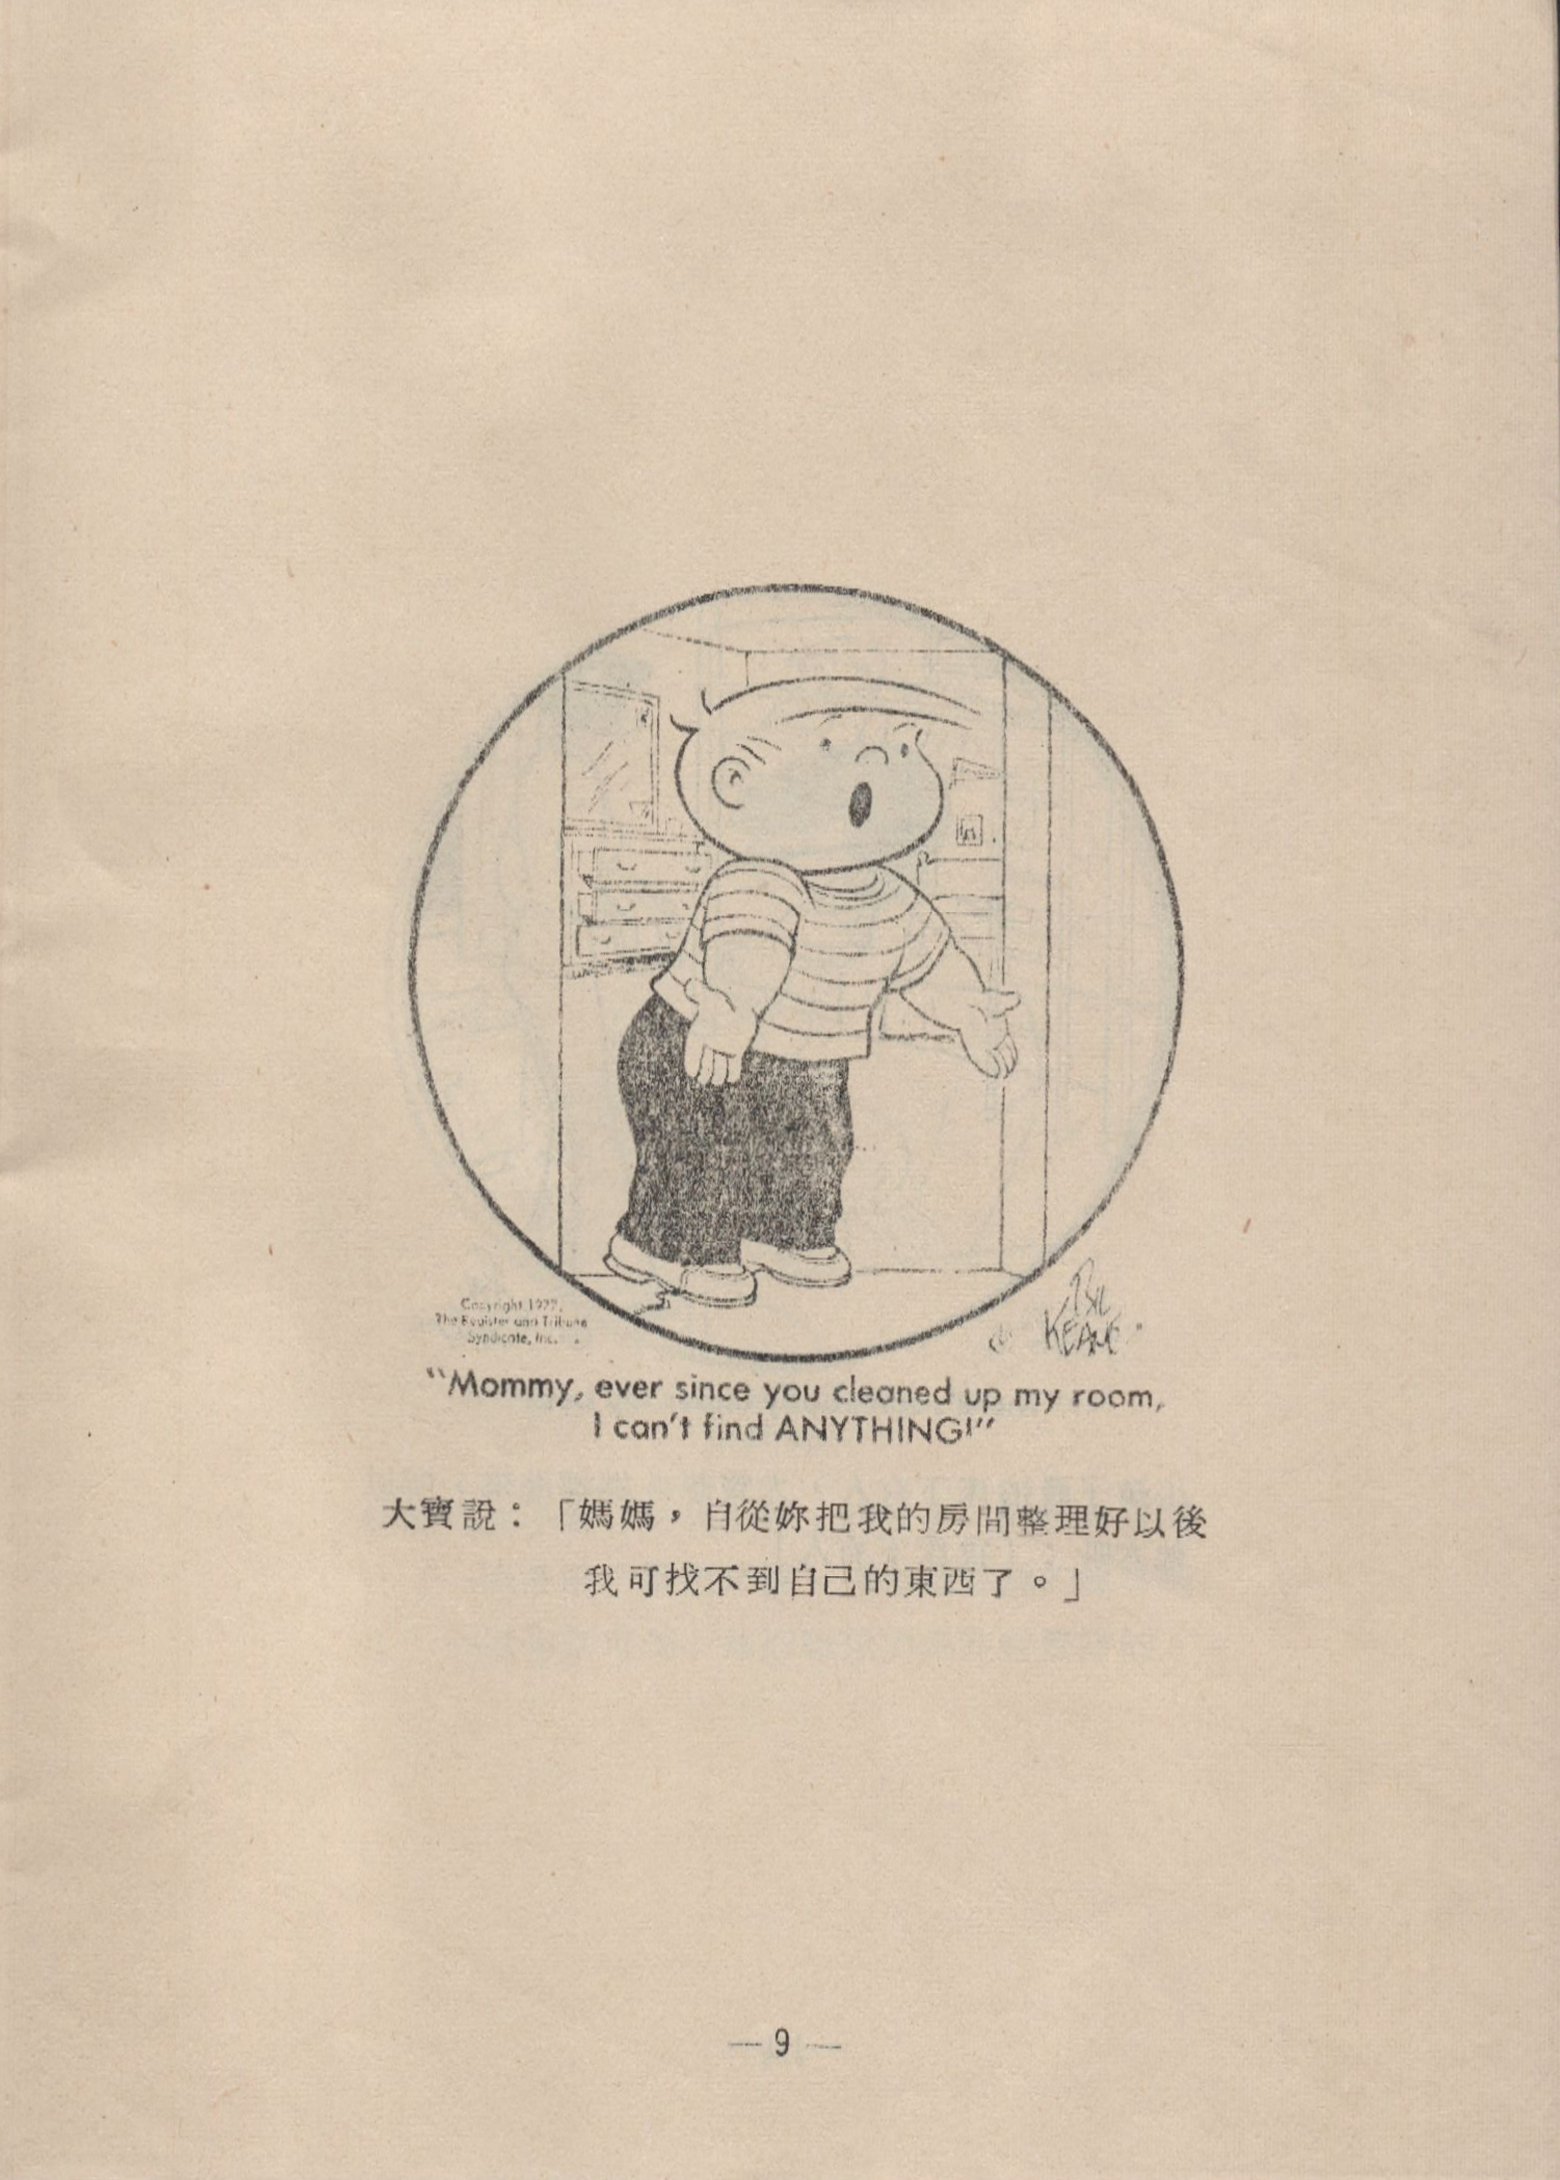 Copyright 1977,
The Register and Tribune
Syndicate, Inc.
BIL
KEANE
"Mommy, ever since you cleaned up my room,
I can't find ANYTHING!"
大寶說：「媽媽，自從妳把我的房間整理好以後
我可找不到自己的東西了。」
— 9 —